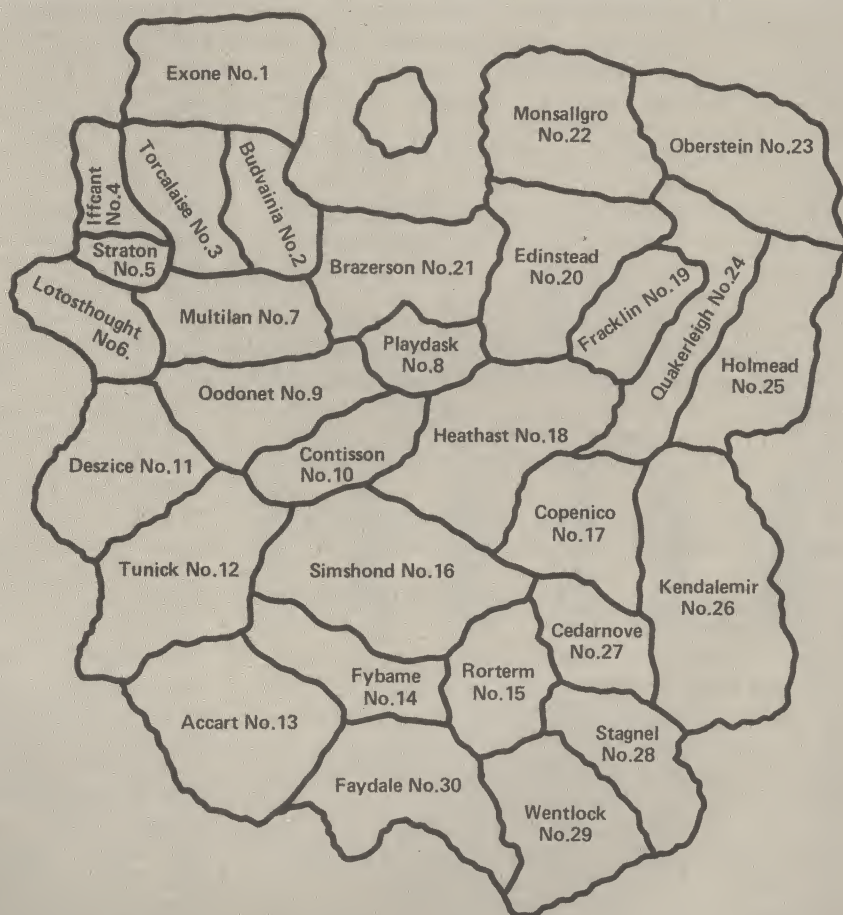 Exone No.1
Monsallgro
No.22
Oberstein No.23
Iffcant
No.4
Torcalaise No.3
Budvainia No.2
Straton
No.5
Lotosthought
No6.
Multilan No.7
Brazerson No.21
Edinstead
No.20
Fracklin No.19
Quakerleigh No.24
Holmead
No.25
Playdask
No.8
Oodonet No.9
Contisson
No.10
Heathast No.18
Deszice No.11
Copenico
No.17
Tunick No.12
Simshond No.16
Kendalemir
No.26
Cedarnove
No.27
Fybame
No.14
Rorterm
No.15
Accart No.13
Stagnel
No.28
Faydale No.30
Wentlock
No.29